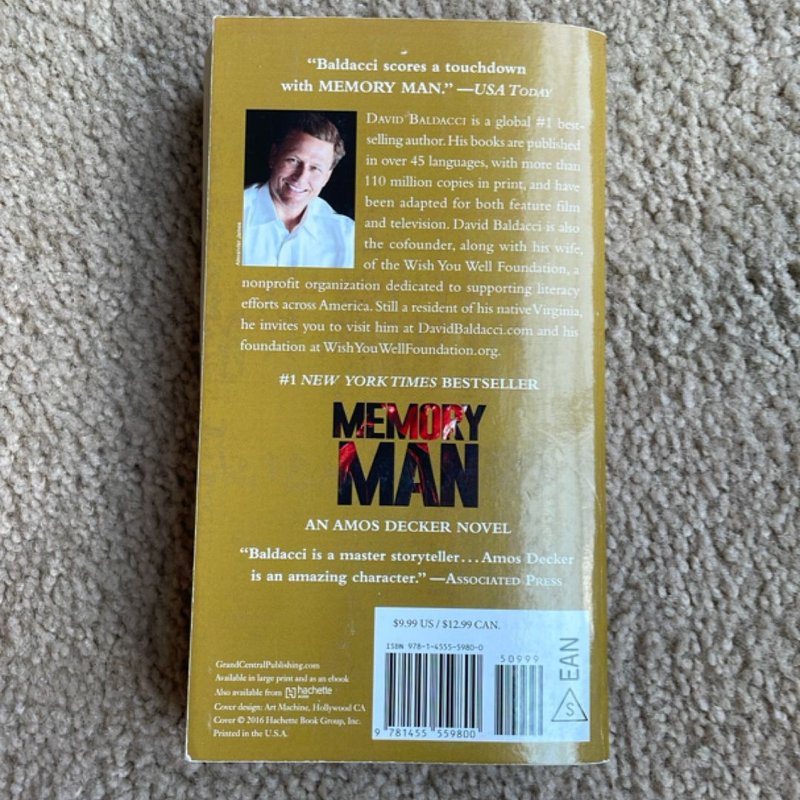 “Baldacci scores a touchdown
with MEMORY MAN.” —USA TODAY
DAVID BALDACCI is a global #1 best-
selling author. His books are published
in over 45 languages, with more than
110 million copies in print, and have
been adapted for both feature film
and television. David Baldacci is also
the cofounder, along with his wife,
of the Wish You Well Foundation, a
nonprofit organization dedicated to supporting literacy
efforts across America. Still a resident of his native Virginia,
he invites you to visit him at DavidBaldacci.com and his
foundation at WishYouWellFoundation.org.
#1 NEW YORK TIMES BESTSELLER
MEMORY
MAN
AN AMOS DECKER NOVEL
“Baldacci is a master storyteller... Amos Decker
is an amazing character.” —ASSOCIATED PRESS
$9.99 US / $12.99 CAN.
ISBN 978-1-4555-5980-0
50999
9 781455 559800
EAN
S
GrandCentralPublishing.com
Available in large print and as an ebook
Also available from hachette
Cover design: Art Machine, Hollywood CA
Cover © 2016 Hachette Book Group, Inc.
Printed in the U.S.A.